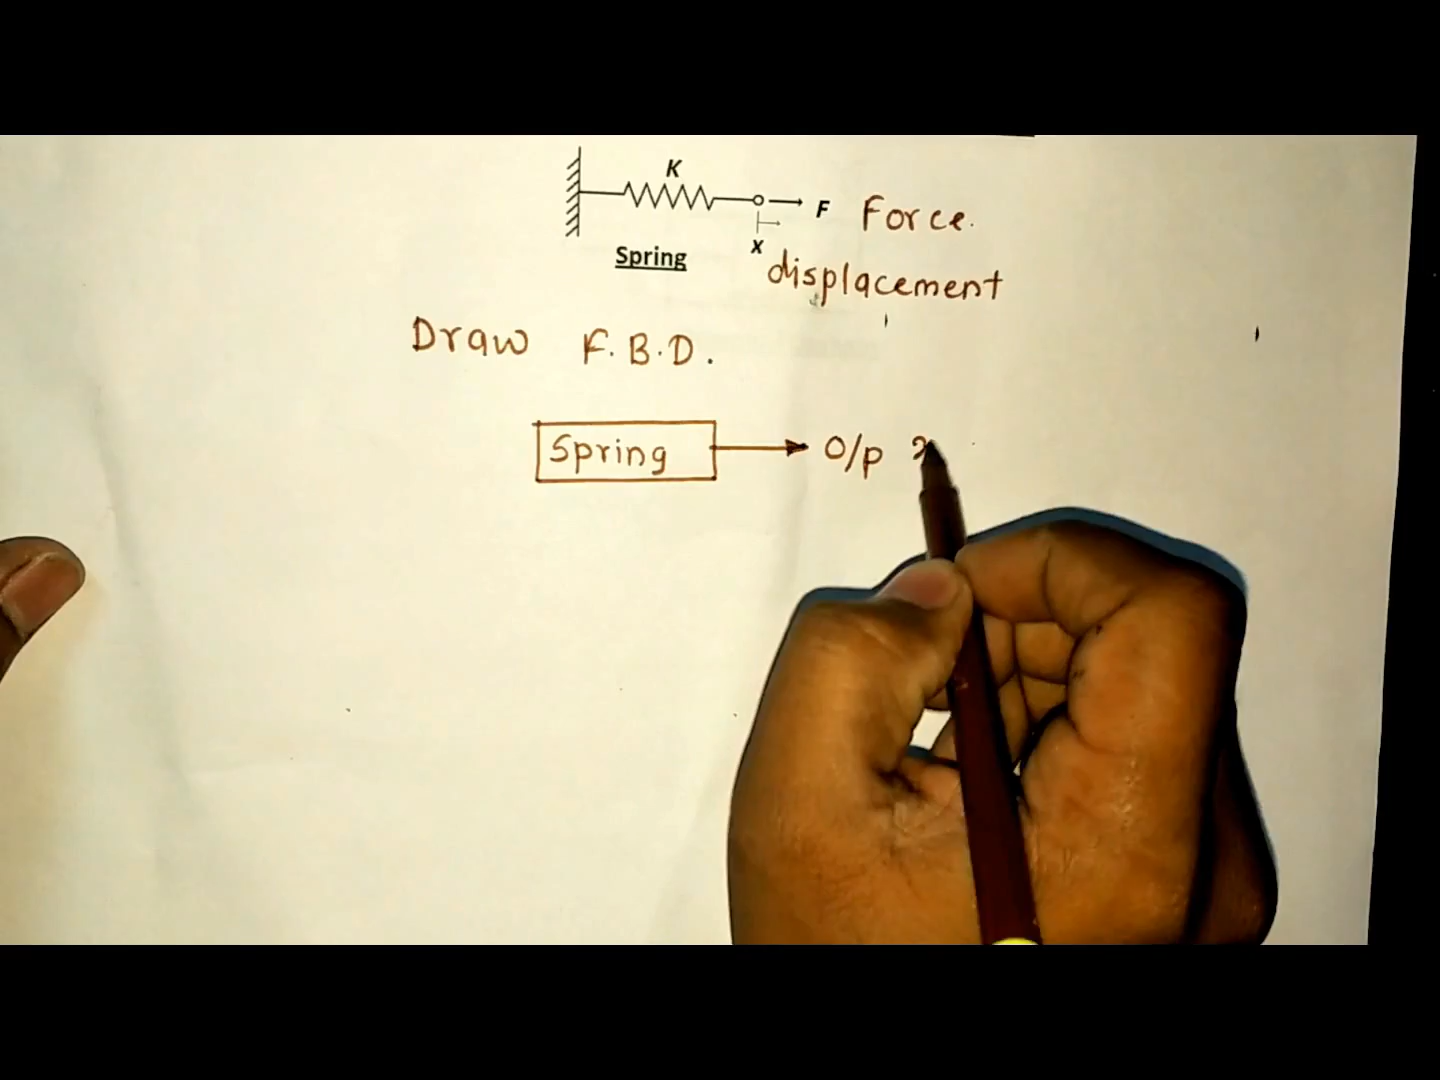 K
F Force.
x
Spring
displacement
Draw F.B.D.
Spring O/p x